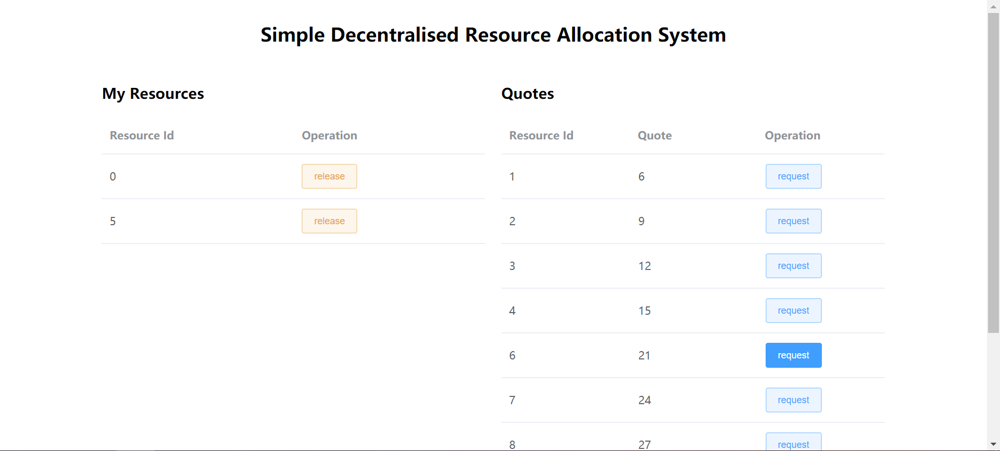 Simple Decentralised Resource Allocation System
My Resources
Resource Id Operation
0 release
5 release
Quotes
Resource Id Quote Operation
1 6 request
2 9 request
3 12 request
4 15 request
6 21 request
7 24 request
8 27 request